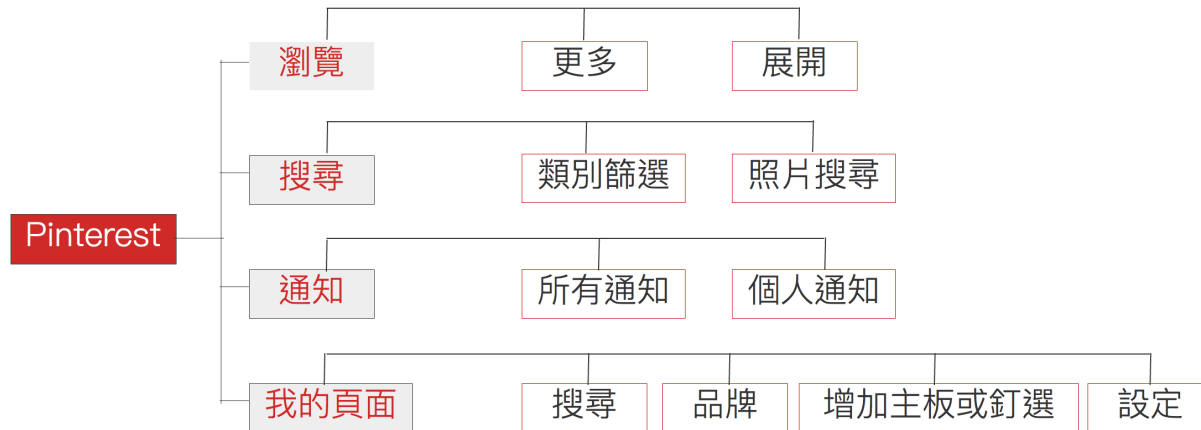 瀏覽 更多 展開
搜尋 類別篩選 照片搜尋
Pinterest
通知 所有通知 個人通知
我的頁面 搜尋 品牌 增加主板或釘選 設定